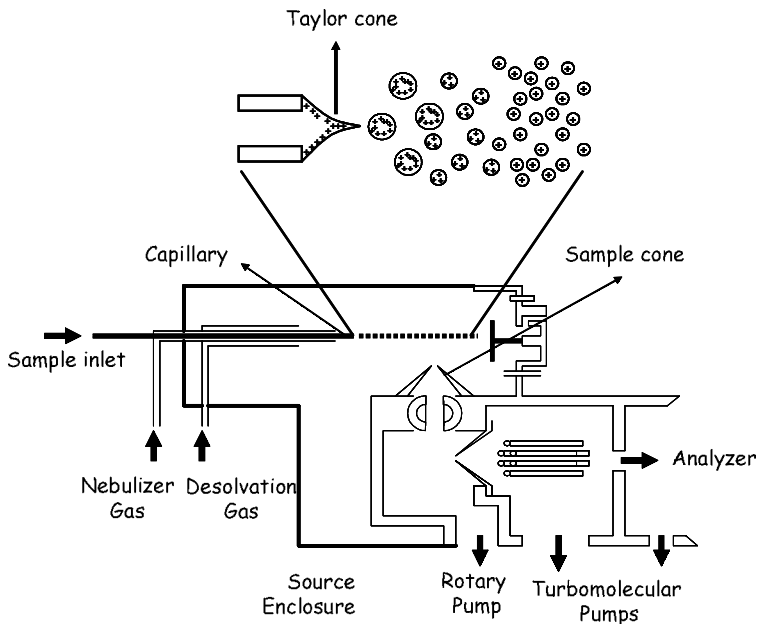 Taylor cone
Capillary
Sample cone
Sample inlet
Nebulizer
Gas
Desolvation
Gas
Analyzer
Source
Enclosure
Rotary
Pump
Turbomolecular
Pumps